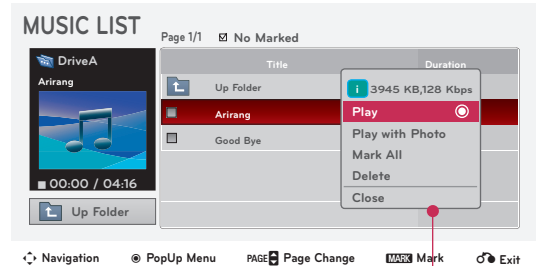 MUSIC LIST
Page 1/1 No Marked
DriveA
Arirang
00:00 / 04:16
Up Folder
Title Duration
Up Folder
Arirang
Good Bye
i 3945 KB,128 Kbps
Play
Play with Photo
Mark All
Delete
Close
Navigation PopUp Menu PAGE Page Change MARK Mark Exit